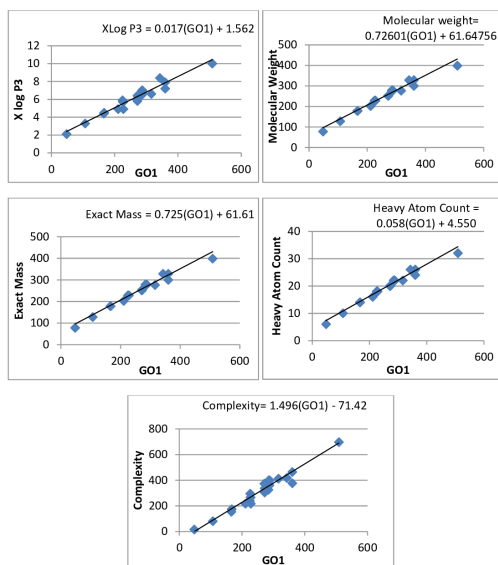 XLog P3 = 0.017(GO1) + 1.562
12
10
8
6
4
2
0
X log P3
0 200 400 600
GO1
Molecular weight=
0.72601(GO1) + 61.64756
500
400
300
200
100
0
Molecular Weight
0 200 400 600
GO1
Exact Mass = 0.725(GO1) + 61.61
500
400
300
200
100
0
Exact Mass
0 200 400 600
GO1
Heavy Atom Count =
0.058(GO1) + 4.550
40
30
20
10
0
Heavy Atom Count
0 200 400 600
GO1
Complexity= 1.496(GO1) - 71.42
800
600
400
200
0
Complexity
0 200 400 600
GO1